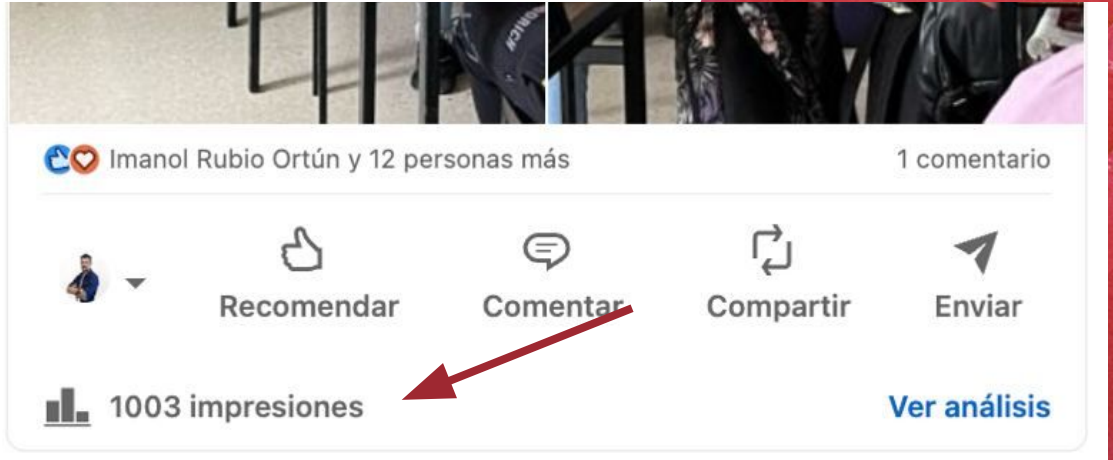 Imanol Rubio Ortún y 12 personas más
1 comentario
Recomendar
Comentar
Compartir
Enviar
1003 impresiones
Ver análisis